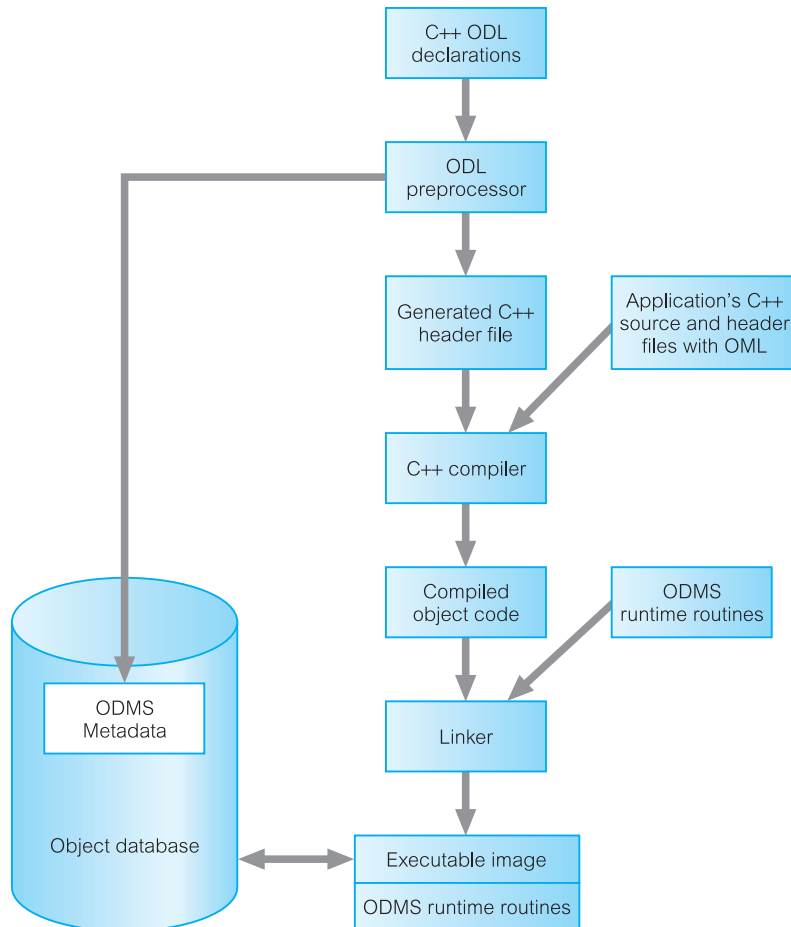 C++ ODL
declarations
ODL
preprocessor
Generated C++
header file
Application's C++
source and header
files with OML
C++ compiler
Compiled
object code
ODMS
runtime routines
ODMS
Metadata
Linker
Object database
Executable image
ODMS runtime routines